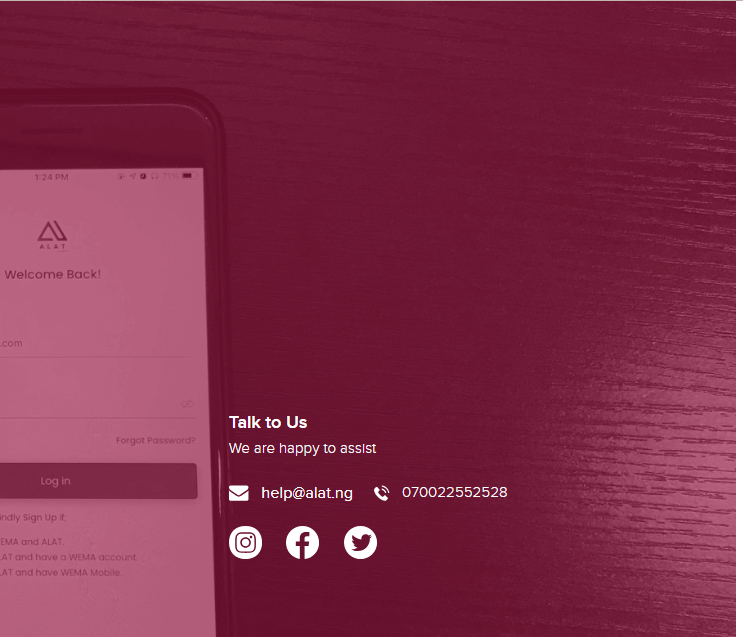 1:24 PM
71%
ALAT
Welcome Back!
.com
Forgot Password?
Log in
indly Sign Up if;
EMA and ALAT.
LAT and have a WEMA account.
LAT and have WEMA Mobile.
Talk to Us
We are happy to assist
help@alat.ng
070022552528